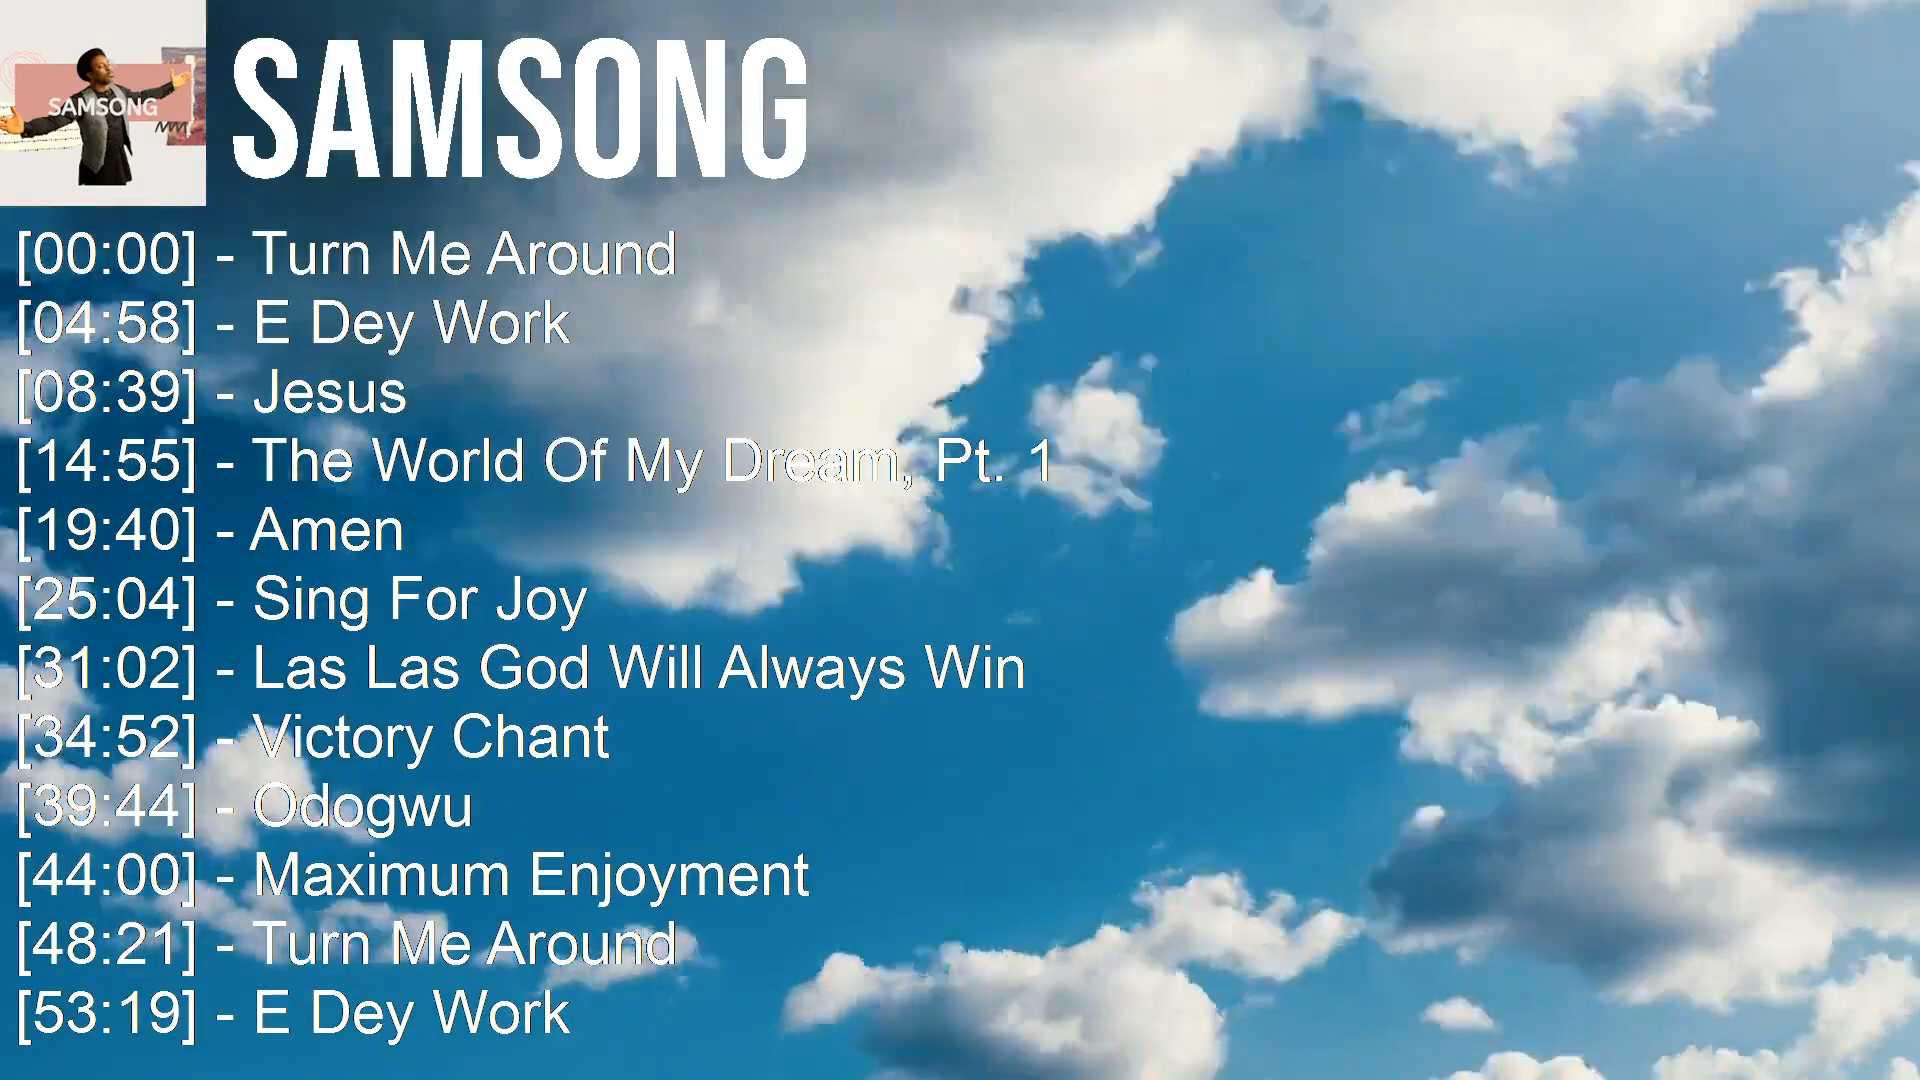 SAMSONG
SAMSONG
[00:00] - Turn Me Around
[04:58] - E Dey Work
[08:39] - Jesus
[14:55] - The World Of My Dream, Pt. 1
[19:40] - Amen
[25:04] - Sing For Joy
[31:02] - Las Las God Will Always Win
[34:52] - Victory Chant
[39:44] - Odogwu
[44:00] - Maximum Enjoyment
[48:21] - Turn Me Around
[53:19] - E Dey Work